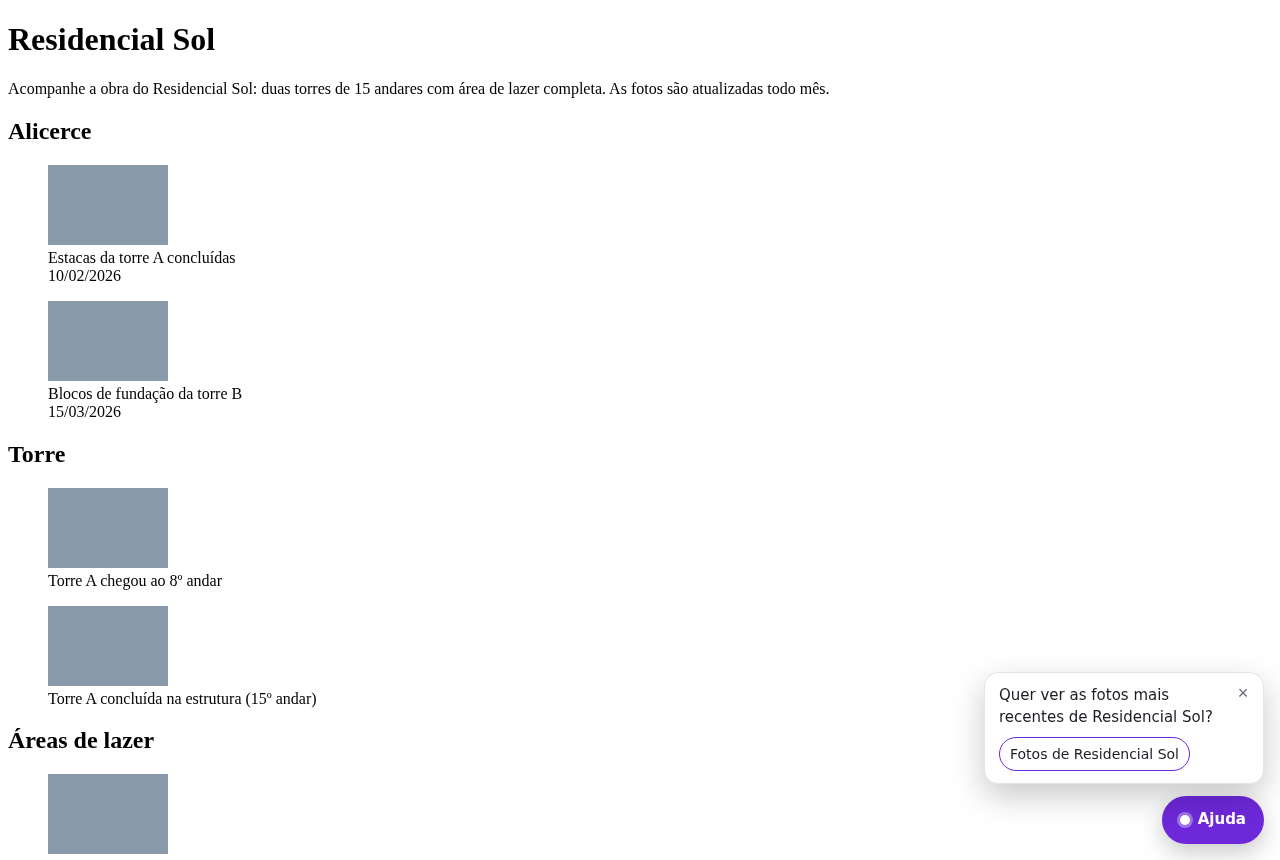 Residencial Sol
Acompanhe a obra do Residencial Sol: duas torres de 15 andares com área de lazer completa. As fotos são atualizadas todo mês.
Alicerce
Estacas da torre A concluídas
10/02/2026
Blocos de fundação da torre B
15/03/2026
Torre
Torre A chegou ao 8º andar
Torre A concluída na estrutura (15º andar)
Áreas de lazer
Quer ver as fotos mais
recentes de Residencial Sol?
×
Fotos de Residencial Sol
Ajuda